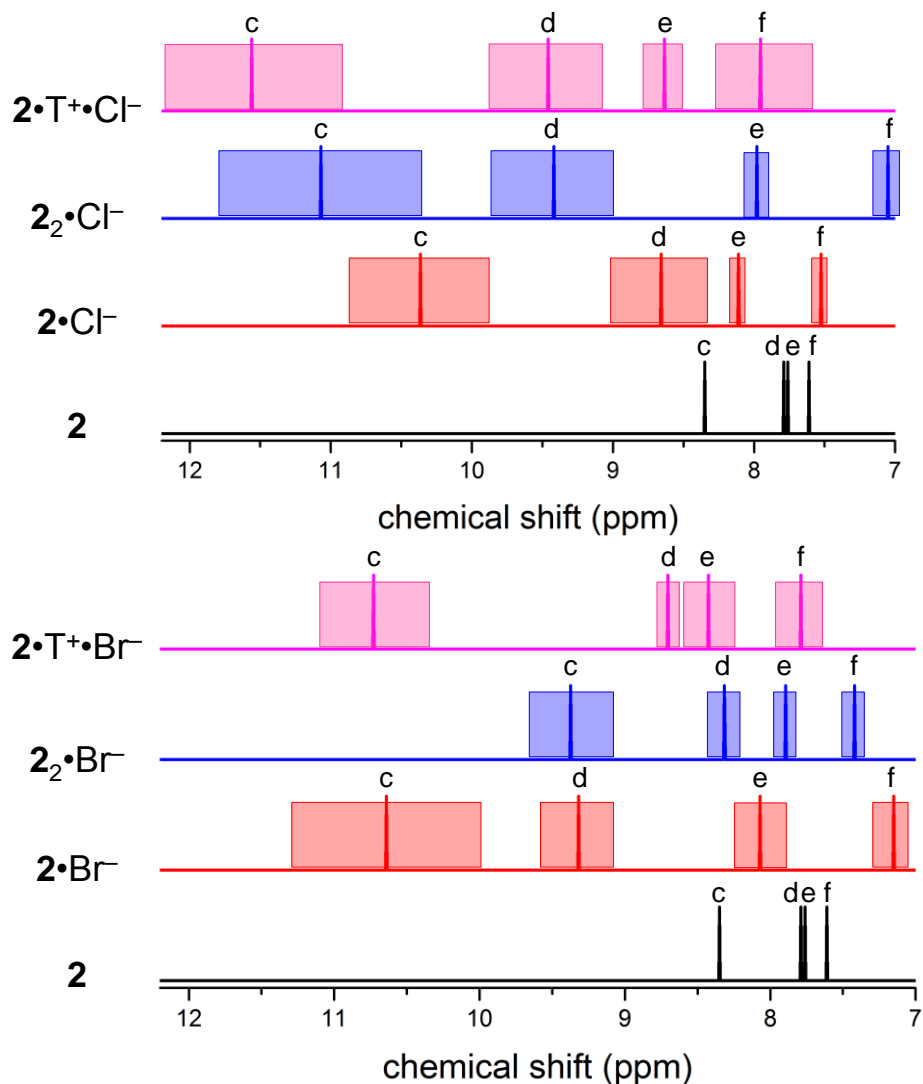 c d e f
2•T⁺•Cl⁻
c d e f
2₂•Cl⁻
c d e f
2•Cl⁻
c d e f
2
12 11 10 9 8 7
chemical shift (ppm)
c d e f
2•T⁺•Br⁻
c d e f
2₂•Br⁻
c d e f
2•Br⁻
c d e f
2
12 11 10 9 8 7
chemical shift (ppm)